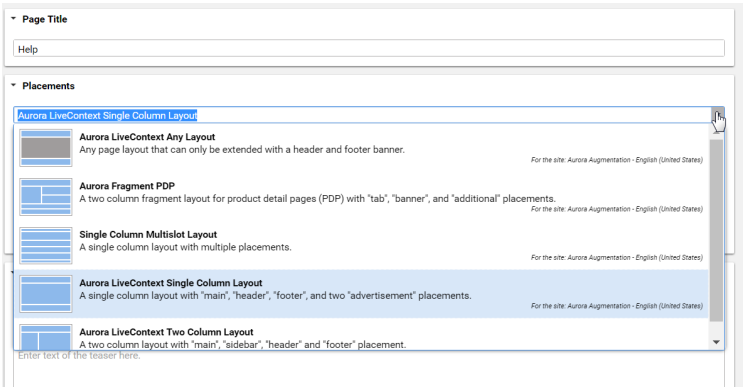 Page Title
Help
Placements
Aurora LiveContext Single Column Layout
Aurora LiveContext Any Layout
Any page layout that can only be extended with a header and footer banner.
For the site: Aurora Augmentation - English (United States)
Aurora Fragment PDP
A two column fragment layout for product detail pages (PDP) with "tab", "banner", and "additional" placements.
For the site: Aurora Augmentation - English (United States)
Single Column Multislot Layout
A single column layout with multiple placements.
For the site: Aurora Augmentation - English (United States)
Aurora LiveContext Single Column Layout
A single column layout with "main", "header", "footer", and two "advertisement" placements.
For the site: Aurora Augmentation - English (United States)
Aurora LiveContext Two Column Layout
A two column layout with "main", "sidebar", "header" and "footer" placement.
Enter text of the teaser here.